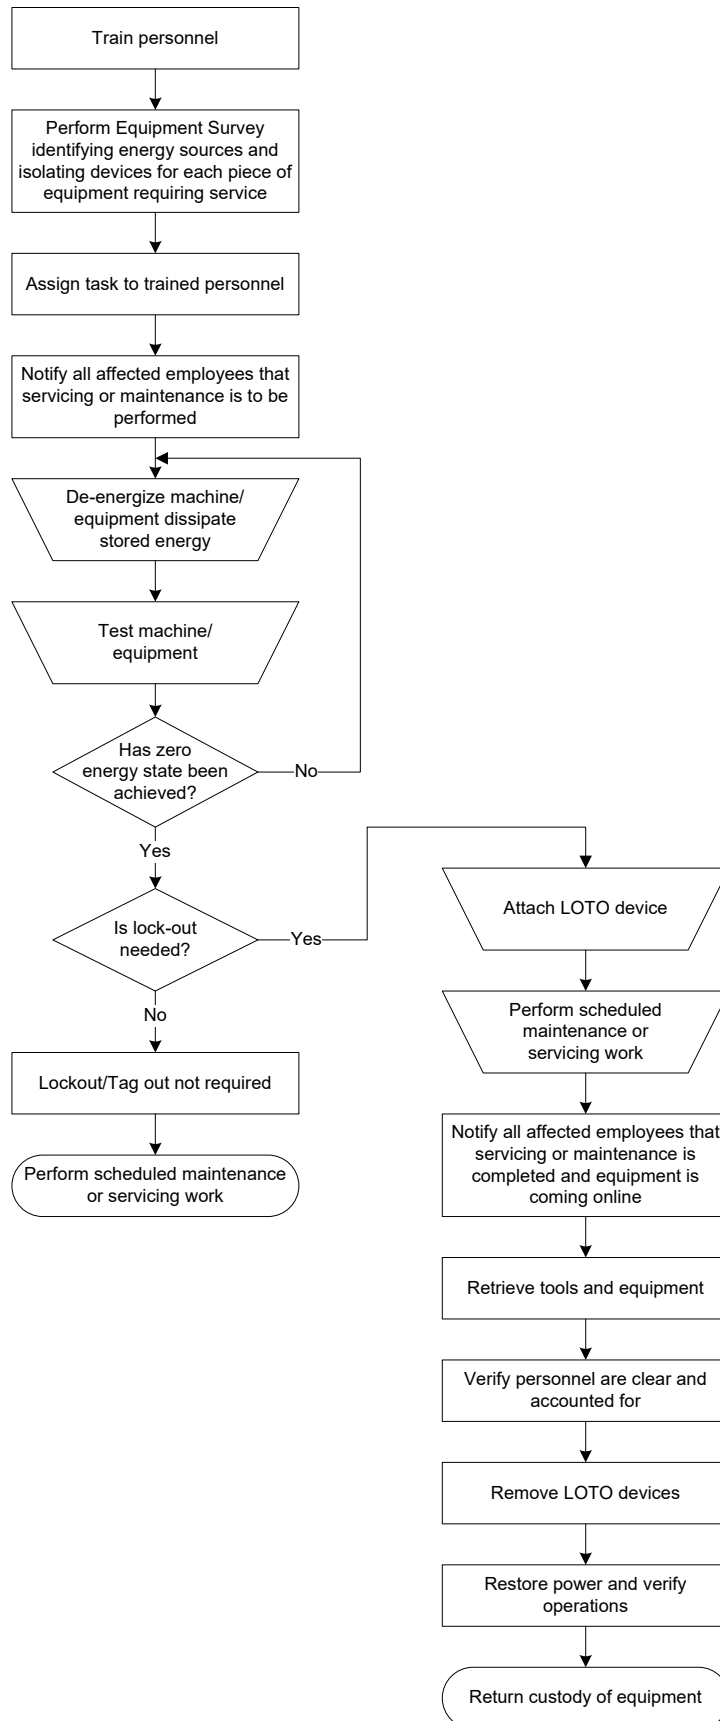 Train personnel
Perform Equipment Survey
identifying energy sources and
isolating devices for each piece of
equipment requiring service
Assign task to trained personnel
Notify all affected employees that
servicing or maintenance is to be
performed
De-energize machine/
equipment dissipate
stored energy
Test machine/
equipment
Has zero
energy state been
achieved?
No
Yes
Is lock-out
needed?
Yes
No
Lockout/Tag out not required
Perform scheduled maintenance
or servicing work
Attach LOTO device
Perform scheduled
maintenance or
servicing work
Notify all affected employees that
servicing or maintenance is
completed and equipment is
coming online
Retrieve tools and equipment
Verify personnel are clear and
accounted for
Remove LOTO devices
Restore power and verify
operations
Return custody of equipment